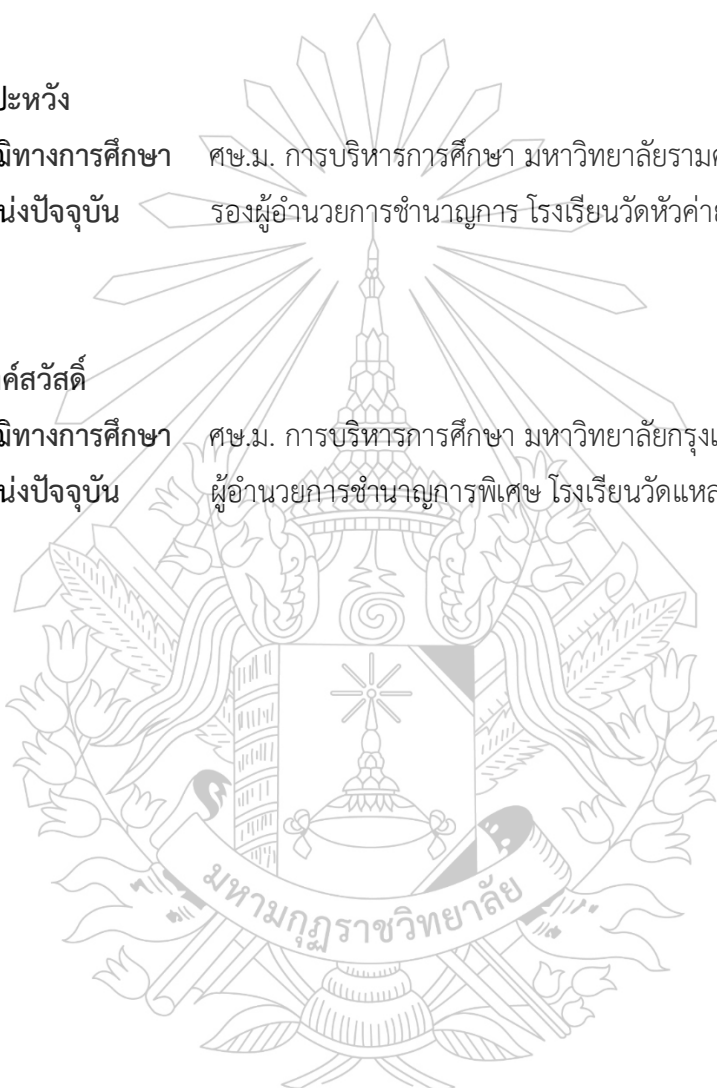 ปะหวัง
ฒิทางการศึกษา ศษ.ม. การบริหารการศึกษา มหาวิทยาลัยราม
น่งปัจจุบัน รองผู้อำนวยการชำนาญการ โรงเรียนวัดหัวค่าย
ค์สวัสดิ์
ฒิทางการศึกษา ศษ.ม. การบริหารการศึกษา มหาวิทยาลัยกรุงเ
น่งปัจจุบัน ผู้อำนวยการชำนาญการพิเศษ โรงเรียนวัดแหล
มหามกุฏราชวิทยาลัย